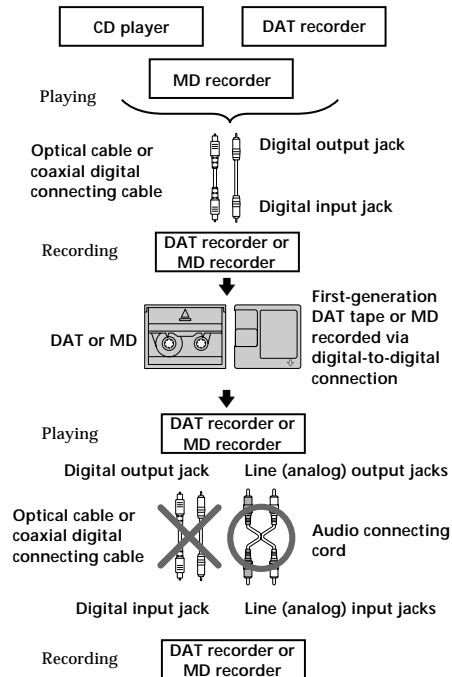 CD player
DAT recorder
MD recorder
Playing
Optical cable or
coaxial digital
connecting cable
Digital output jack
Digital input jack
Recording
DAT recorder or
MD recorder
DAT or MD
First-generation
DAT tape or MD
recorded via
digital-to-digital
connection
Playing
DAT recorder or
MD recorder
Digital output jack
Line (analog) output jacks
Optical cable or
coaxial digital
connecting cable
Audio connecting
cord
Digital input jack
Line (analog) input jacks
Recording
DAT recorder or
MD recorder